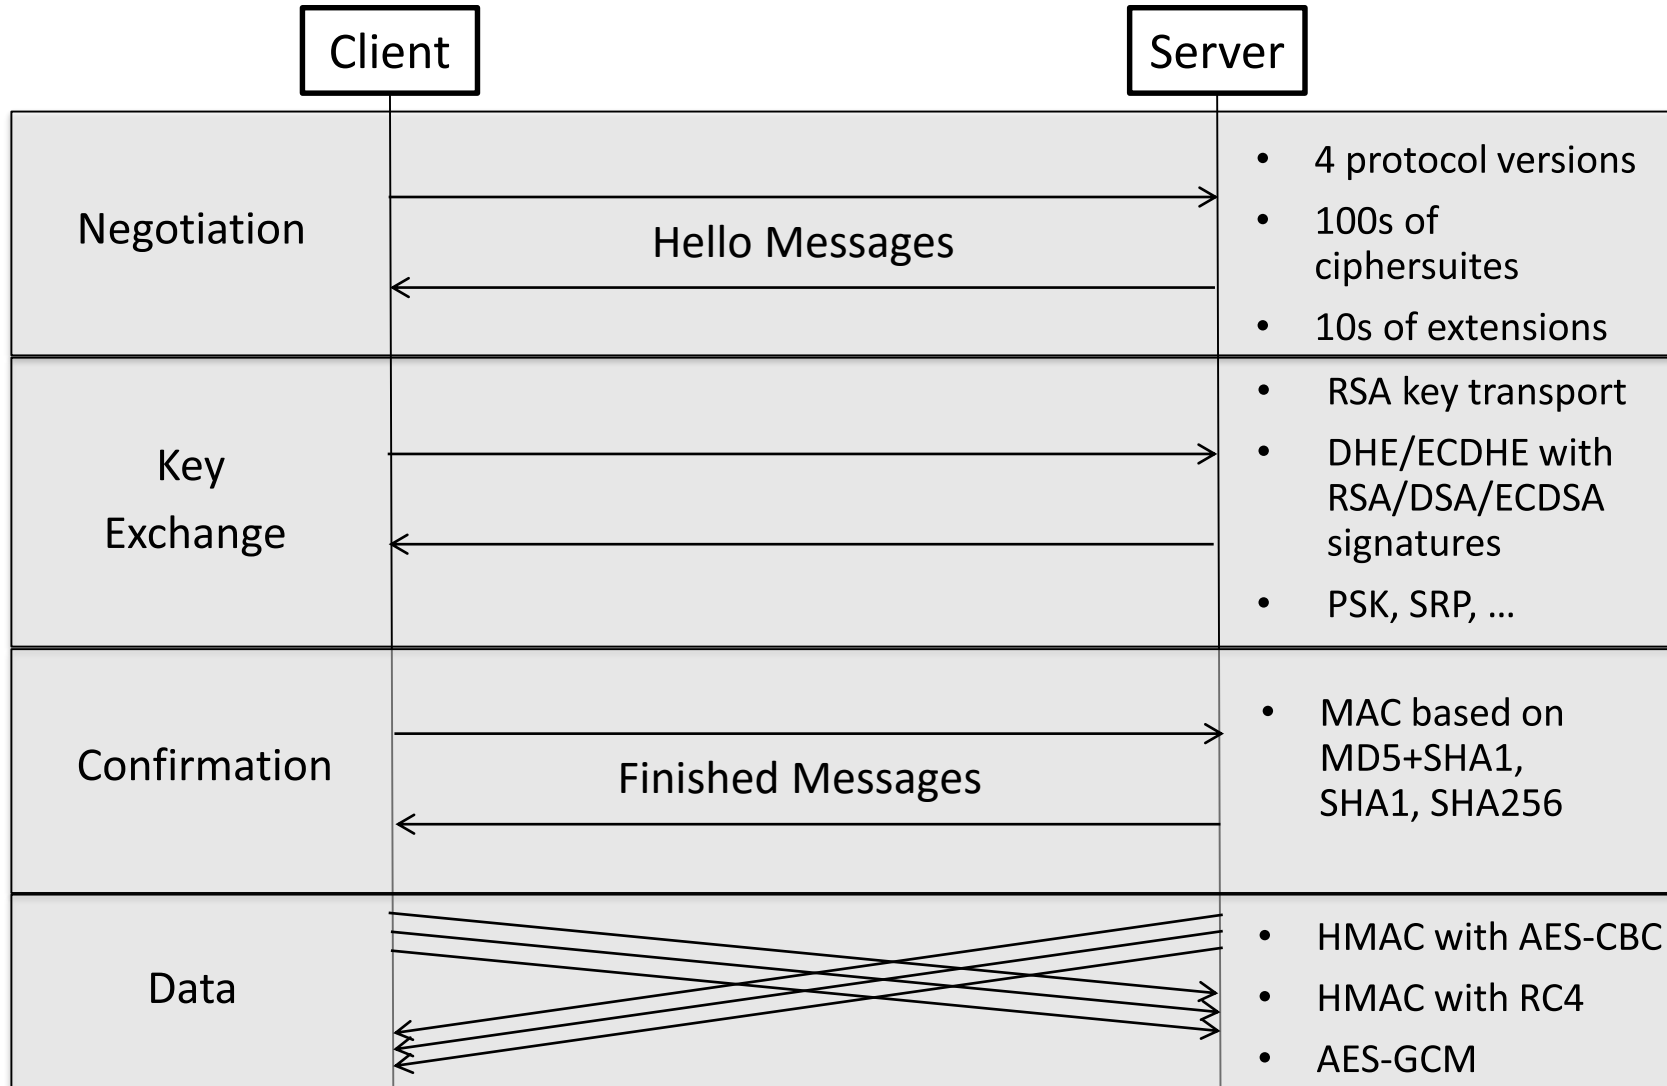 Client
Server
Negotiation
Hello Messages
• 4 protocol versions
• 100s of
ciphersuites
• 10s of extensions
Key
Exchange
• RSA key transport
• DHE/ECDHE with
RSA/DSA/ECDSA
signatures
• PSK, SRP, …
Confirmation
Finished Messages
• MAC based on
MD5+SHA1,
SHA1, SHA256
Data
• HMAC with AES-CBC
• HMAC with RC4
• AES-GCM